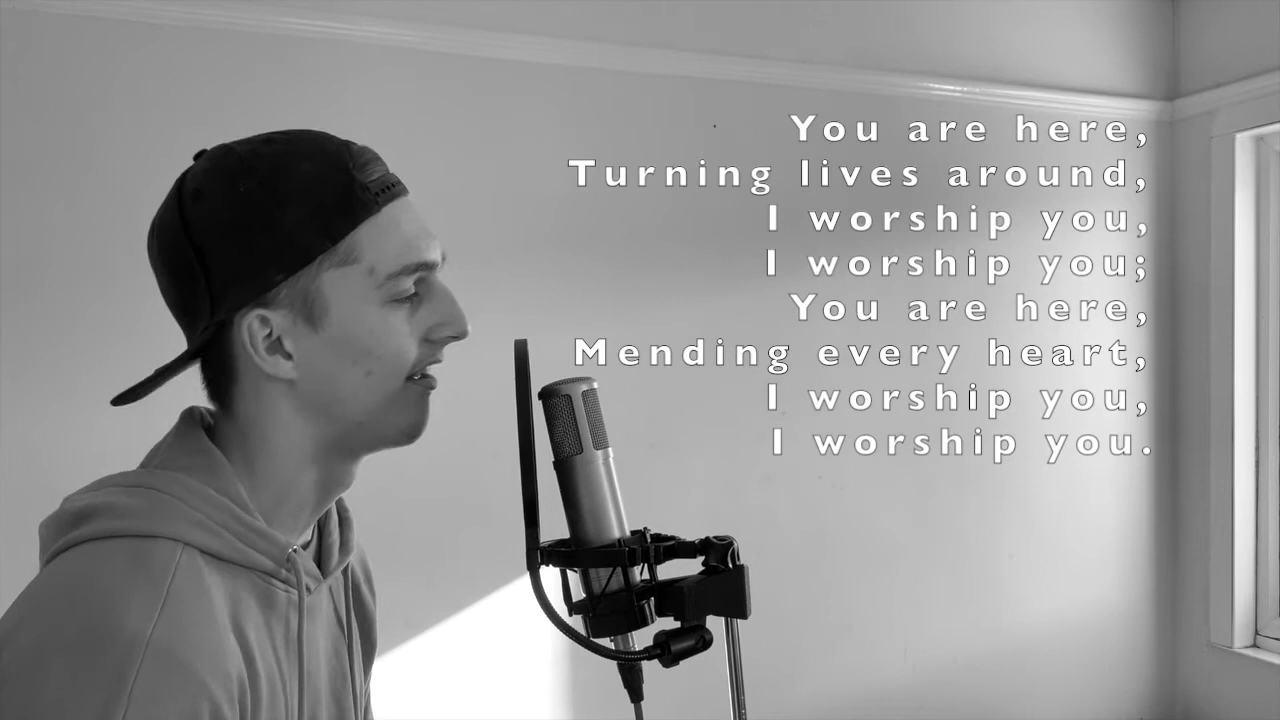 You are here,
Turning lives around,
I worship you,
I worship you;
You are here,
Mending every heart,
I worship you,
I worship you.